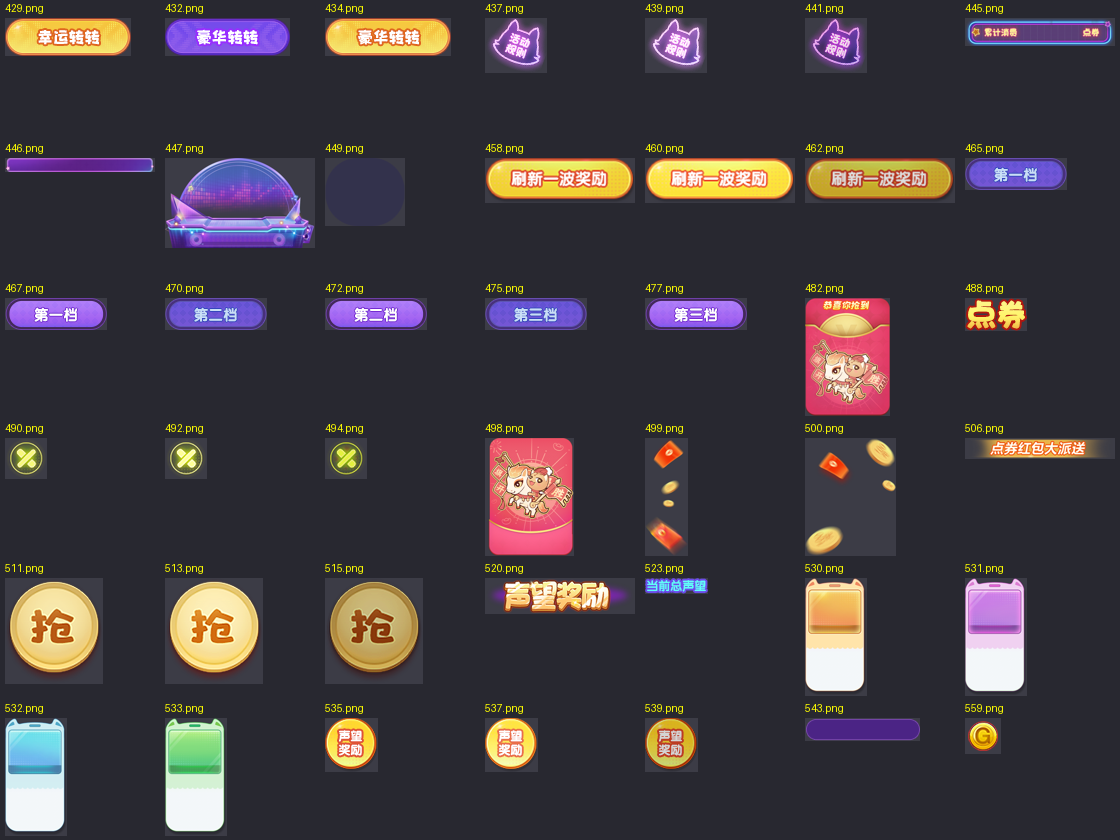 429.png
432.png
434.png
437.png
439.png
441.png
445.png
幸运转转
豪华转转
豪华转转
活动
规则
活动
规则
活动
规则
累计消费
点券
446.png
447.png
449.png
458.png
460.png
462.png
465.png
刷新一波奖励
刷新一波奖励
刷新一波奖励
第一档
467.png
470.png
472.png
475.png
477.png
482.png
488.png
第一档
第二档
第二档
第三档
第三档
恭喜你抢到
点券
490.png
492.png
494.png
498.png
499.png
500.png
506.png
点券红包大派送
511.png
513.png
515.png
520.png
523.png
530.png
531.png
抢
抢
抢
声望奖励
当前总声望
532.png
533.png
535.png
537.png
539.png
543.png
559.png
声望
奖励
声望
奖励
声望
奖励
G